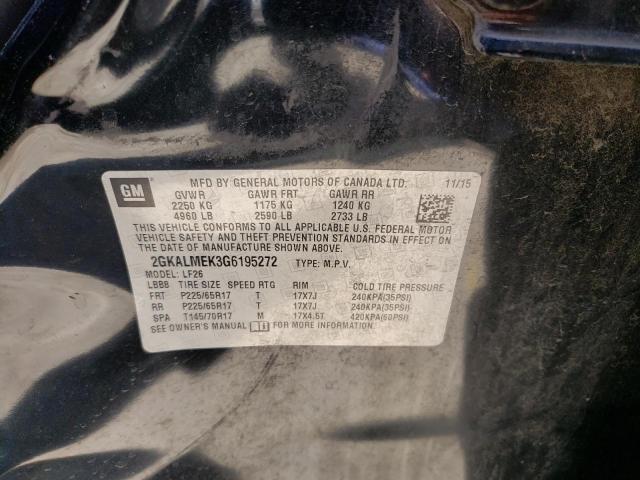 GM
MFD BY GENERAL MOTORS OF CANADA LTD. 11/15
GVWR GAWR FRT GAWR RR
2250 KG 1175 KG 1240 KG
4960 LB 2590 LB 2733 LB
THIS VEHICLE CONFORMS TO ALL APPLICABLE U.S. FEDERAL MOTOR
VEHICLE SAFETY AND THEFT PREVENTION STANDARDS IN EFFECT ON
THE DATE OF MANUFACTURE SHOWN ABOVE.
2GKALMEK3G6195272 TYPE: M.P.V.
MODEL: LF26
LBBB TIRE SIZE SPEED RTG RIM COLD TIRE PRESSURE
FRT P225/65R17 T 17X7J 240KPA(35PSI)
RR P225/65R17 T 17X7J 240KPA(35PSI)
SPA T145/70R17 M 17X4.5T 420KPA(60PSI)
SEE OWNER'S MANUAL FOR MORE INFORMATION.